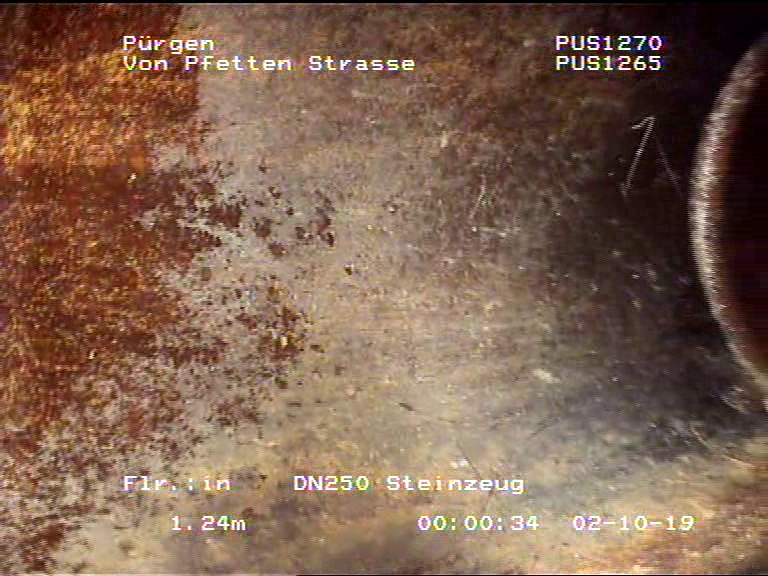 Pürgen PUS1270
Von Pfetten Strasse PUS1265
Flr.:in DN250 Steinzeug
1.24m 00:00:34 02-10-19